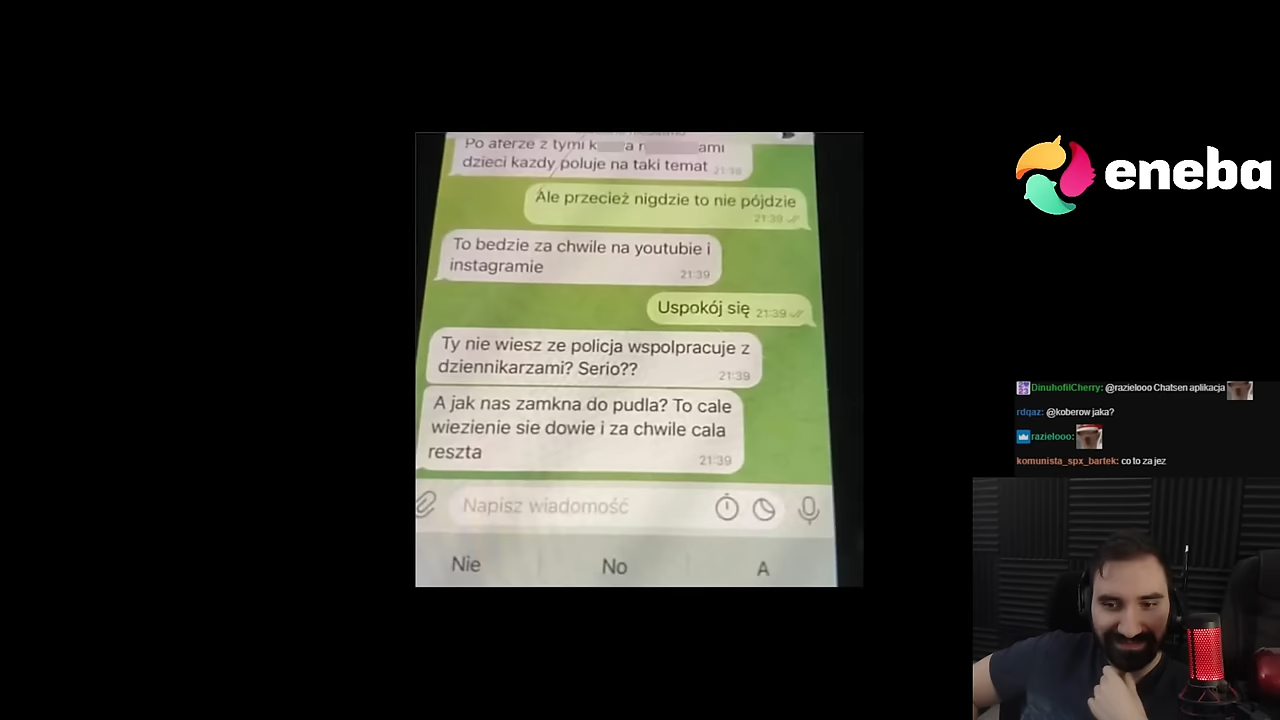 Po aferze z tymi k a r ami
dzieci kazdy poluje na taki temat 21:39
Ale przecież nigdzie to nie pójdzie
21:39
To bedzie za chwile na youtubie i
instagramie
21:39
Uspokój się 21:39
Ty nie wiesz ze policja wspolpracuje z
dziennikarzami? Serio??
21:39
A jak nas zamkna do pudla? To cale
wiezienie sie dowie i za chwile cala
reszta
21:39
Napisz wiadomość
Nie No A
eneba
DinuhofilCherry: @razielooo Chatsen aplikacja
rdqaz: @koberow jaka?
razielooo:
komunista_spx_bartek: co to za jez